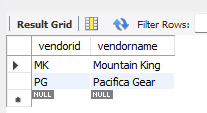 Result Grid Filter Rows:
vendorid vendorname
MK Mountain King
PG Pacifica Gear
NULL NULL